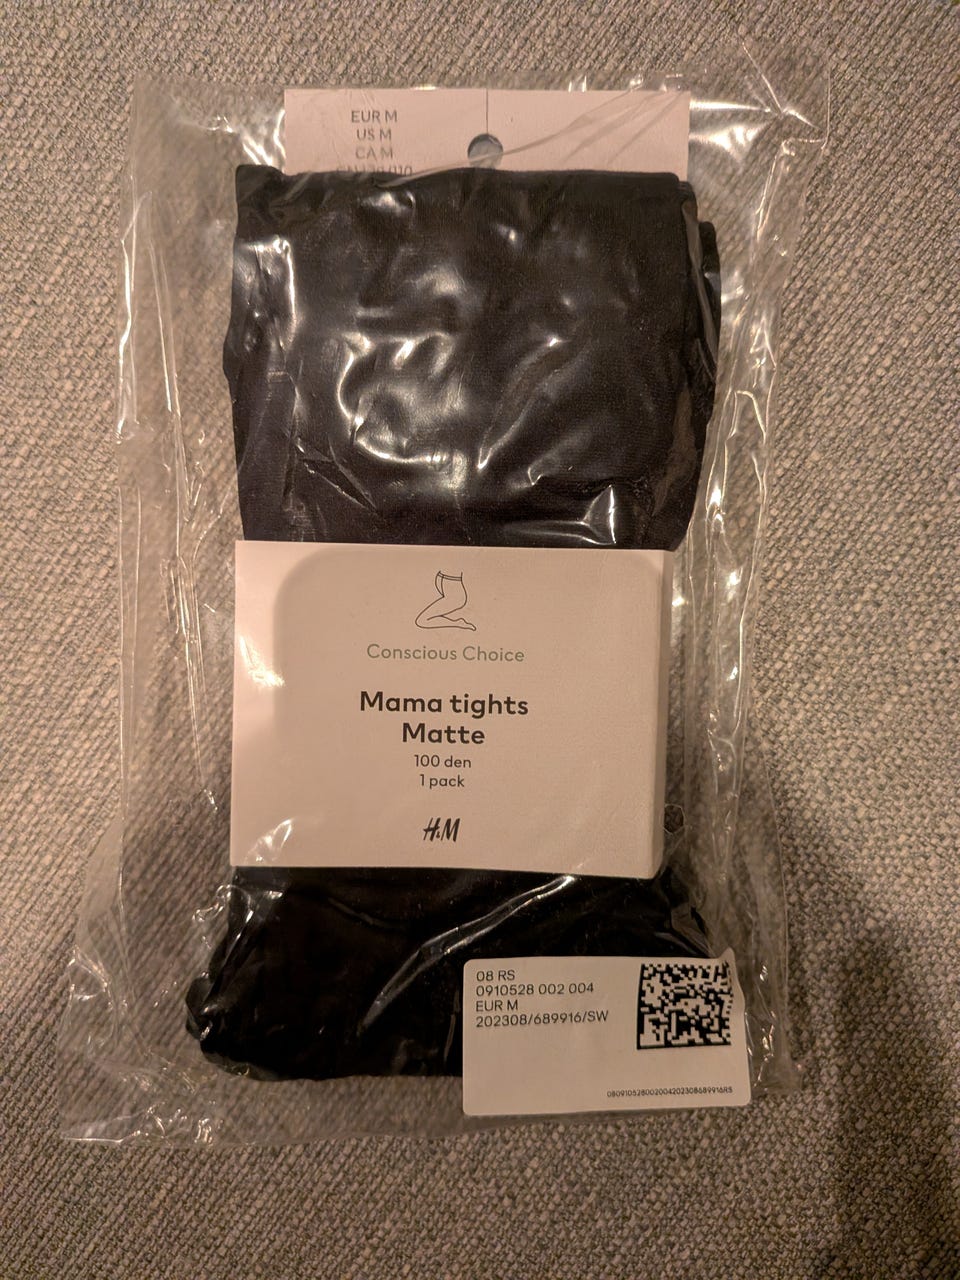 EUR M
US M
CA M
Conscious Choice
Mama tights
Matte
100 den
1 pack
H&M
08 RS
0910528 002 004
EUR M
202308/689916/SW
080910528002004202308689916RS